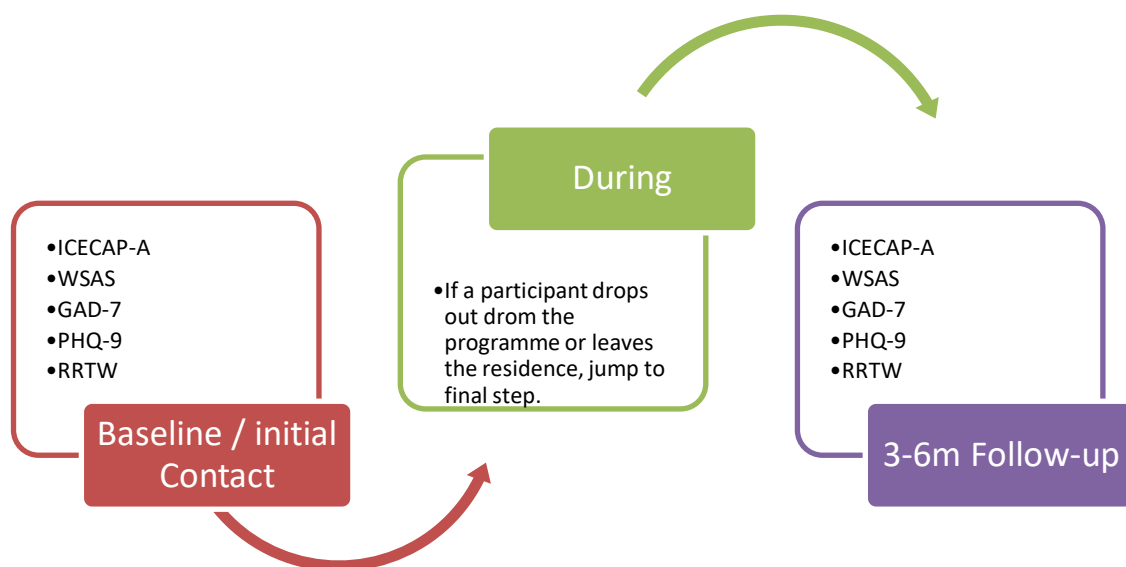 •ICECAP-A
•WSAS
•GAD-7
•PHQ-9
•RRTW
Baseline / initial
Contact
During
•If a participant drops
out drom the
programme or leaves
the residence, jump to
final step.
•ICECAP-A
•WSAS
•GAD-7
•PHQ-9
•RRTW
3-6m Follow-up